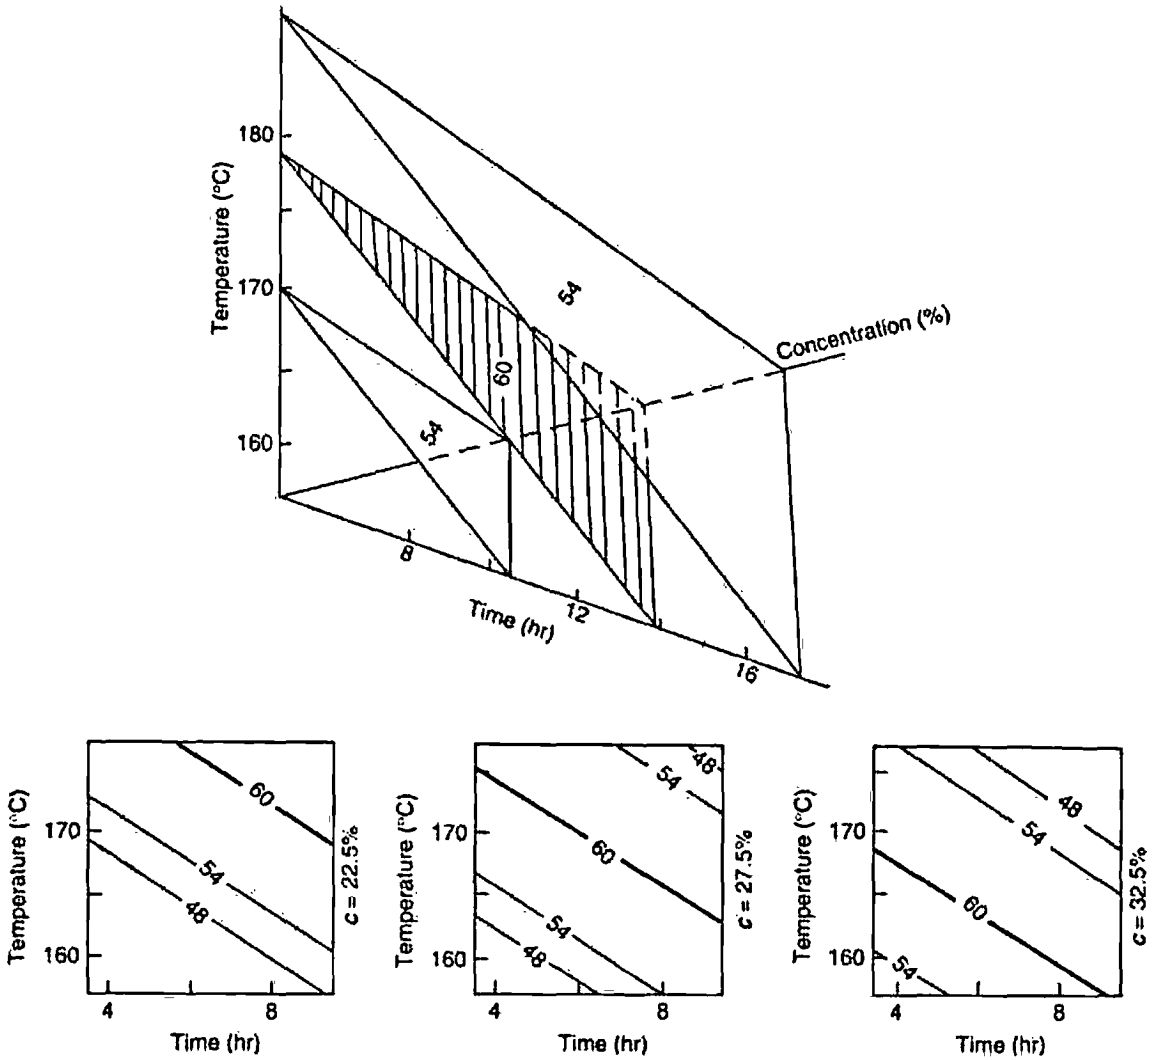 180
170
160
Temperature (°C)
54
60
54
Concentration (%)
8
12
16
Time (hr)
60
54
48
170
160
Temperature (°C)
4
8
Time (hr)
c = 22.5%
48
54
60
54
48
170
160
Temperature (°C)
4
8
Time (hr)
c = 27.5%
48
54
60
54
170
160
Temperature (°C)
4
8
Time (hr)
c = 32.5%